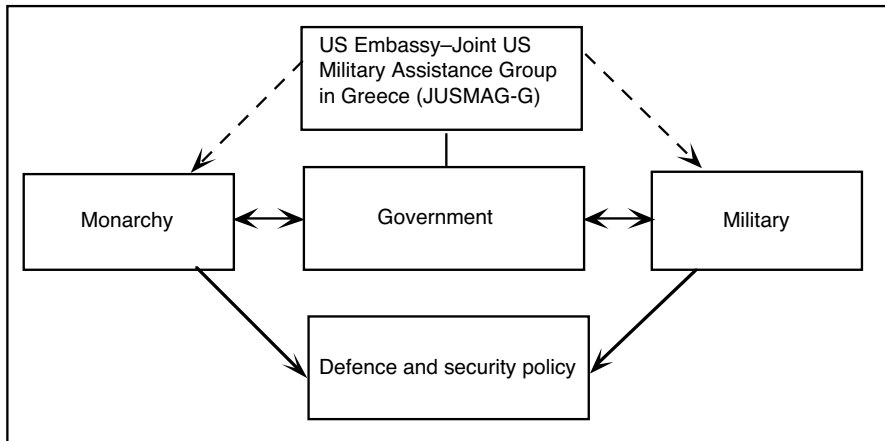 US Embassy–Joint US
Military Assistance Group
in Greece (JUSMAG-G)
Monarchy
Government
Military
Defence and security policy